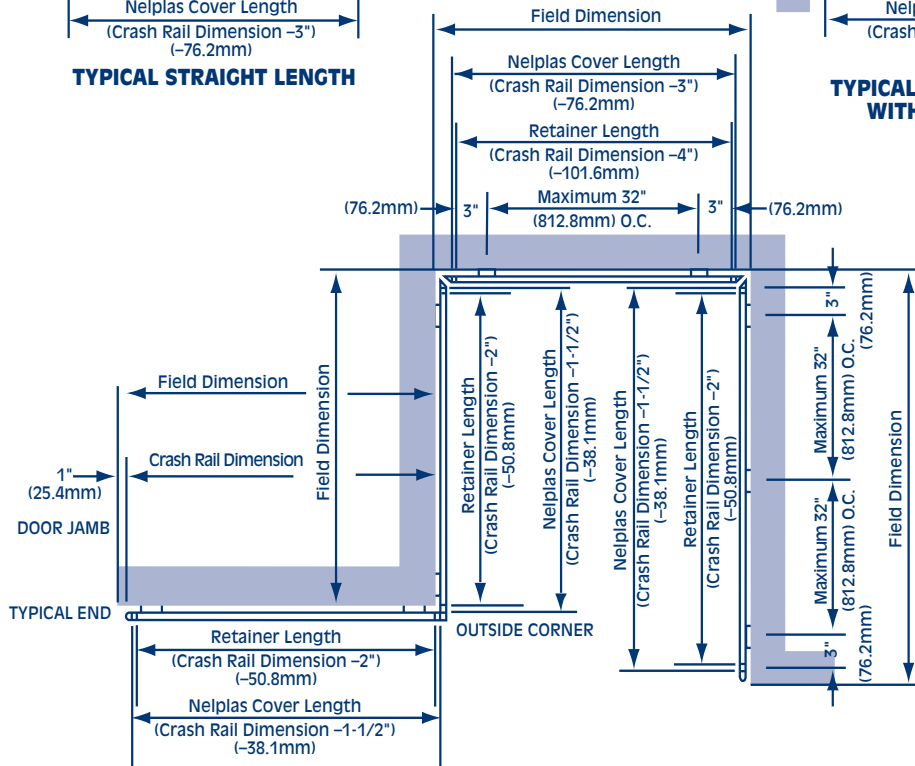 Nelplas Cover Length
(Crash Rail Dimension –3")
(–76.2mm)
TYPICAL STRAIGHT LENGTH
Field Dimension
Nelplas Cover Length
(Crash Rail Dimension –3")
(–76.2mm)
Retainer Length
(Crash Rail Dimension –4")
(–101.6mm)
(76.2mm)
3"
Maximum 32"
(812.8mm) O.C.
3"
(76.2mm)
Nelp
(Crash
TYPICAL
WITH
Field Dimension
Crash Rail Dimension
1"
(25.4mm)
DOOR JAMB
TYPICAL END
Field Dimension
Retainer Length
(Crash Rail Dimension –2")
(–50.8mm)
Nelplas Cover Length
(Crash Rail Dimension –1-1/2")
(–38.1mm)
Nelplas Cover Length
(Crash Rail Dimension –1-1/2")
(–38.1mm)
Retainer Length
(Crash Rail Dimension –2")
(–50.8mm)
3"
(76.2mm)
Maximum 32"
(812.8mm) O.C.
Maximum 32"
(812.8mm) O.C.
3"
(76.2mm)
Field Dimension
OUTSIDE CORNER
Retainer Length
(Crash Rail Dimension –2")
(–50.8mm)
Nelplas Cover Length
(Crash Rail Dimension –1-1/2")
(–38.1mm)